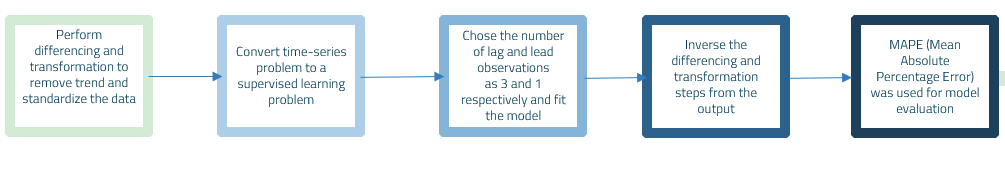 Perform
differencing and
transformation to
remove trend and
standardize the data
Convert time-series
problem to a
supervised learning
problem
Chose the number
of lag and lead
observations
as 3 and 1
respectively and fit
the model
Inverse the
differencing and
transformation
steps from the
output
MAPE (Mean
Absolute
Percentage Error)
was used for model
evaluation